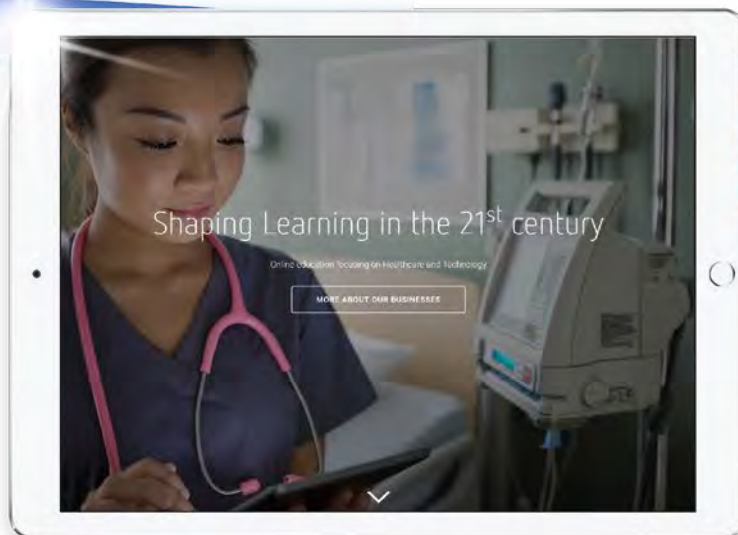 Shaping Learning in the 21st century
Online education focusing on Healthcare and Technology
MORE ABOUT OUR BUSINESSES